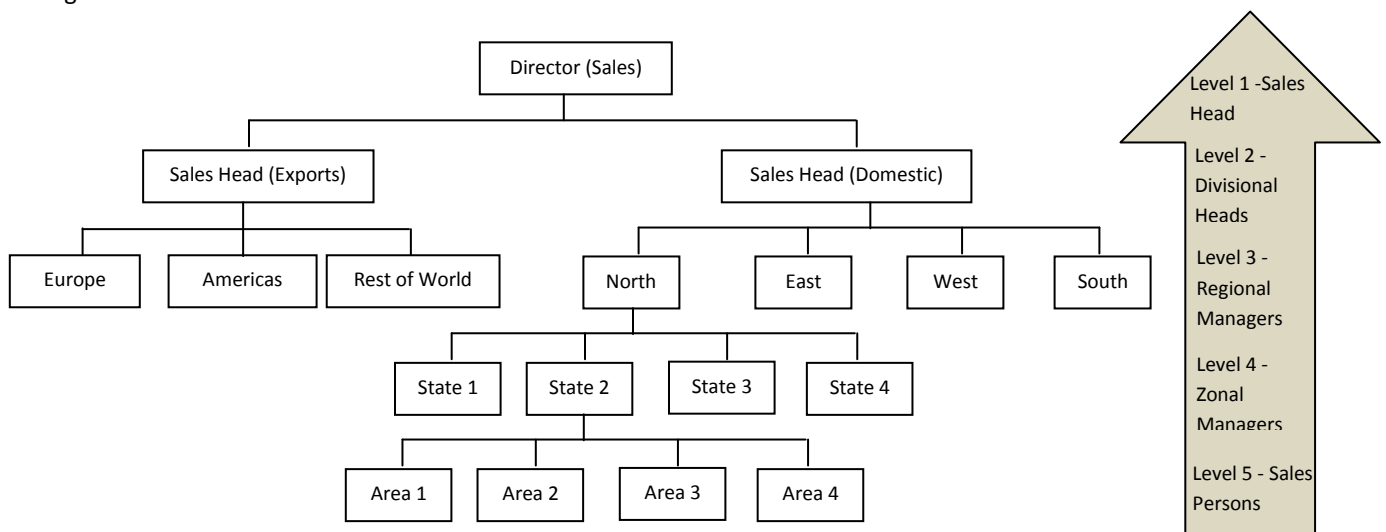 Director (Sales)
Sales Head (Exports)
Sales Head (Domestic)
Europe
Americas
Rest of World
North
East
West
South
State 1
State 2
State 3
State 4
Area 1
Area 2
Area 3
Area 4
Level 1 -Sales
Head
Level 2 -
Divisional
Heads
Level 3 -
Regional
Managers
Level 4 -
Zonal
Managers
Level 5 - Sales
Persons